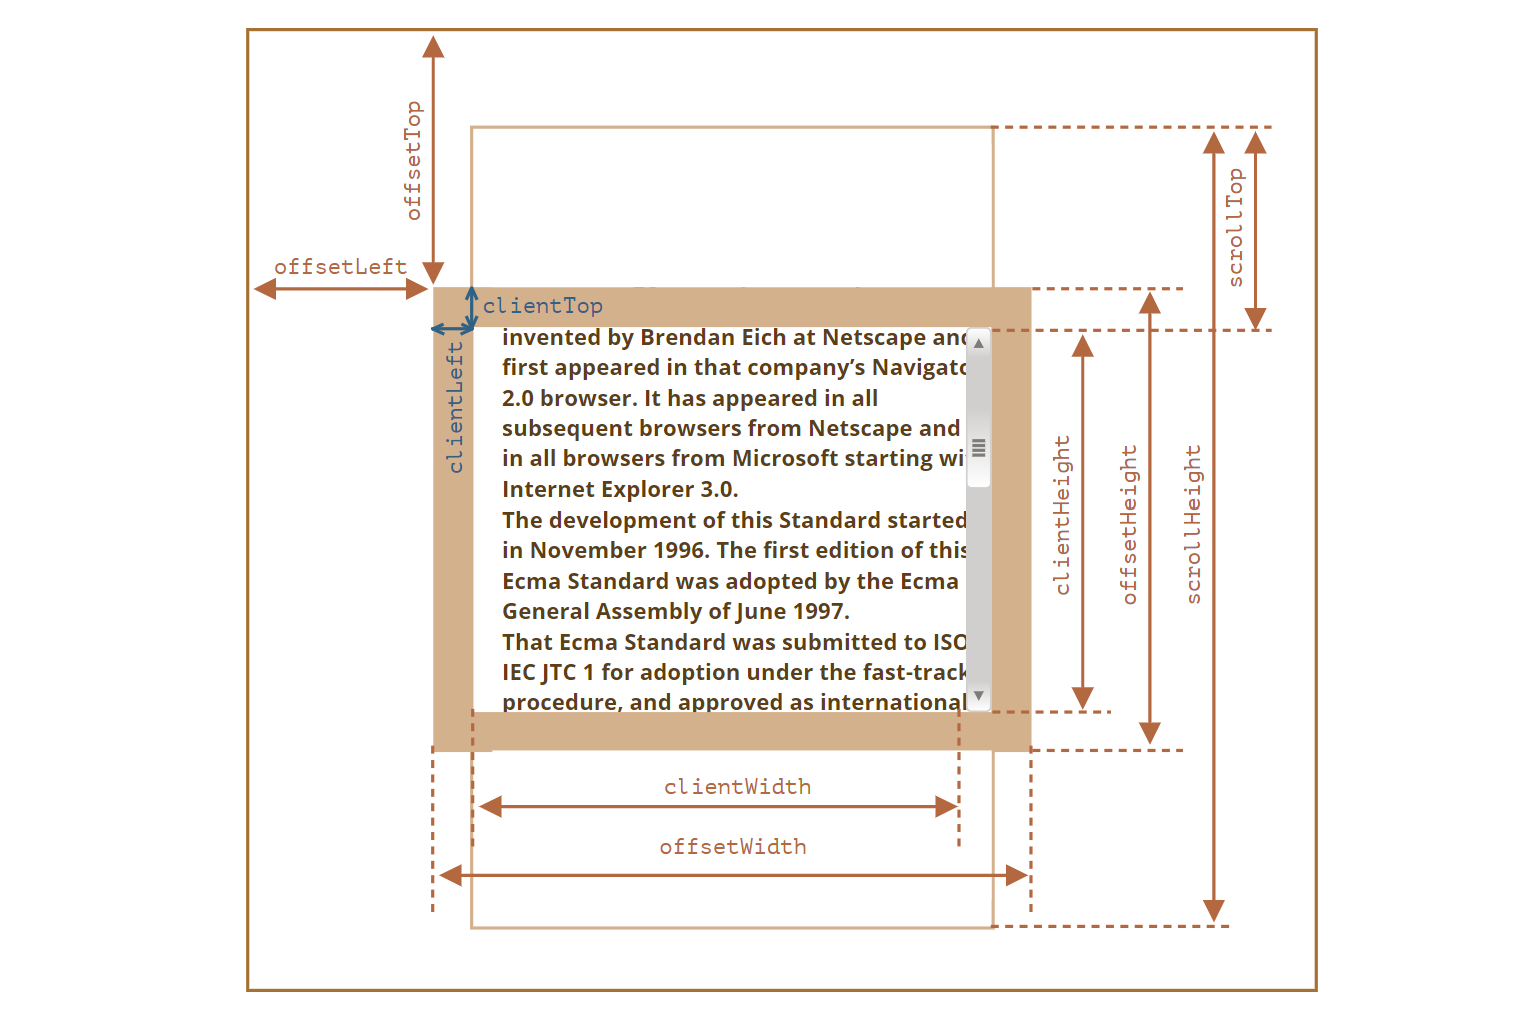 offsetTop
scrollTop
offsetLeft
clientTop
clientLeft
invented by Brendan Eich at Netscape and
first appeared in that company’s Navigato
2.0 browser. It has appeared in all
subsequent browsers from Netscape and
in all browsers from Microsoft starting wi
Internet Explorer 3.0.
The development of this Standard started
in November 1996. The first edition of this
Ecma Standard was adopted by the Ecma
General Assembly of June 1997.
That Ecma Standard was submitted to ISO
IEC JTC 1 for adoption under the fast-track
procedure, and approved as international
clientHeight
offsetHeight
scrollHeight
clientWidth
offsetWidth